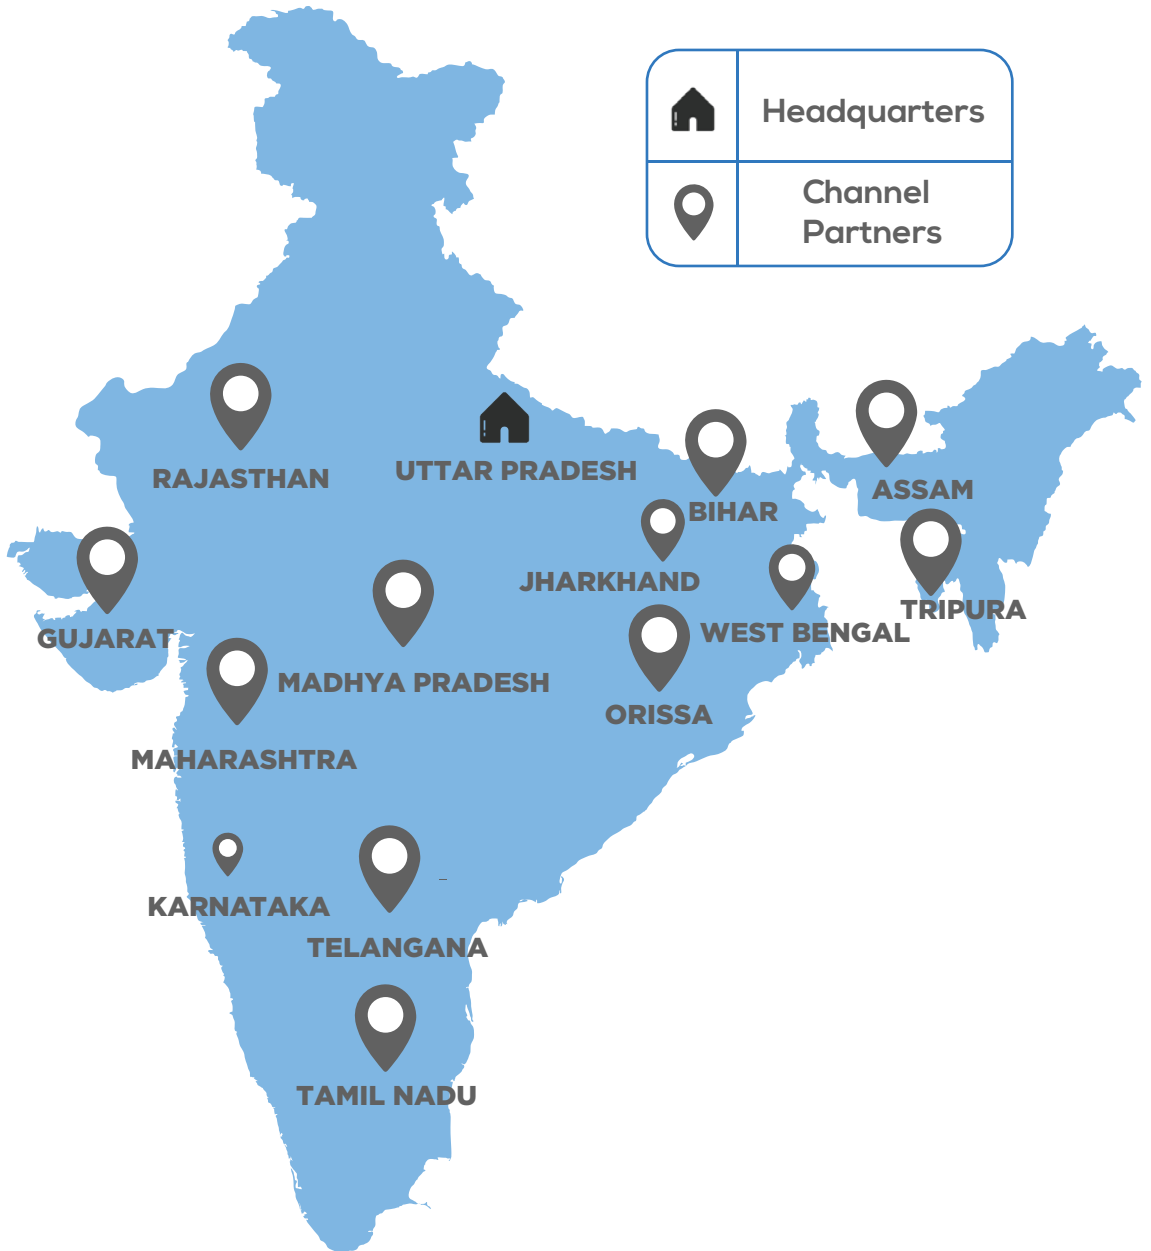 Headquarters
Channel
Partners
RAJASTHAN
UTTAR PRADESH
ASSAM
BIHAR
JHARKHAND
TRIPURA
WEST BENGAL
GUJARAT
MADHYA PRADESH
ORISSA
MAHARASHTRA
KARNATAKA
TELANGANA
TAMIL NADU